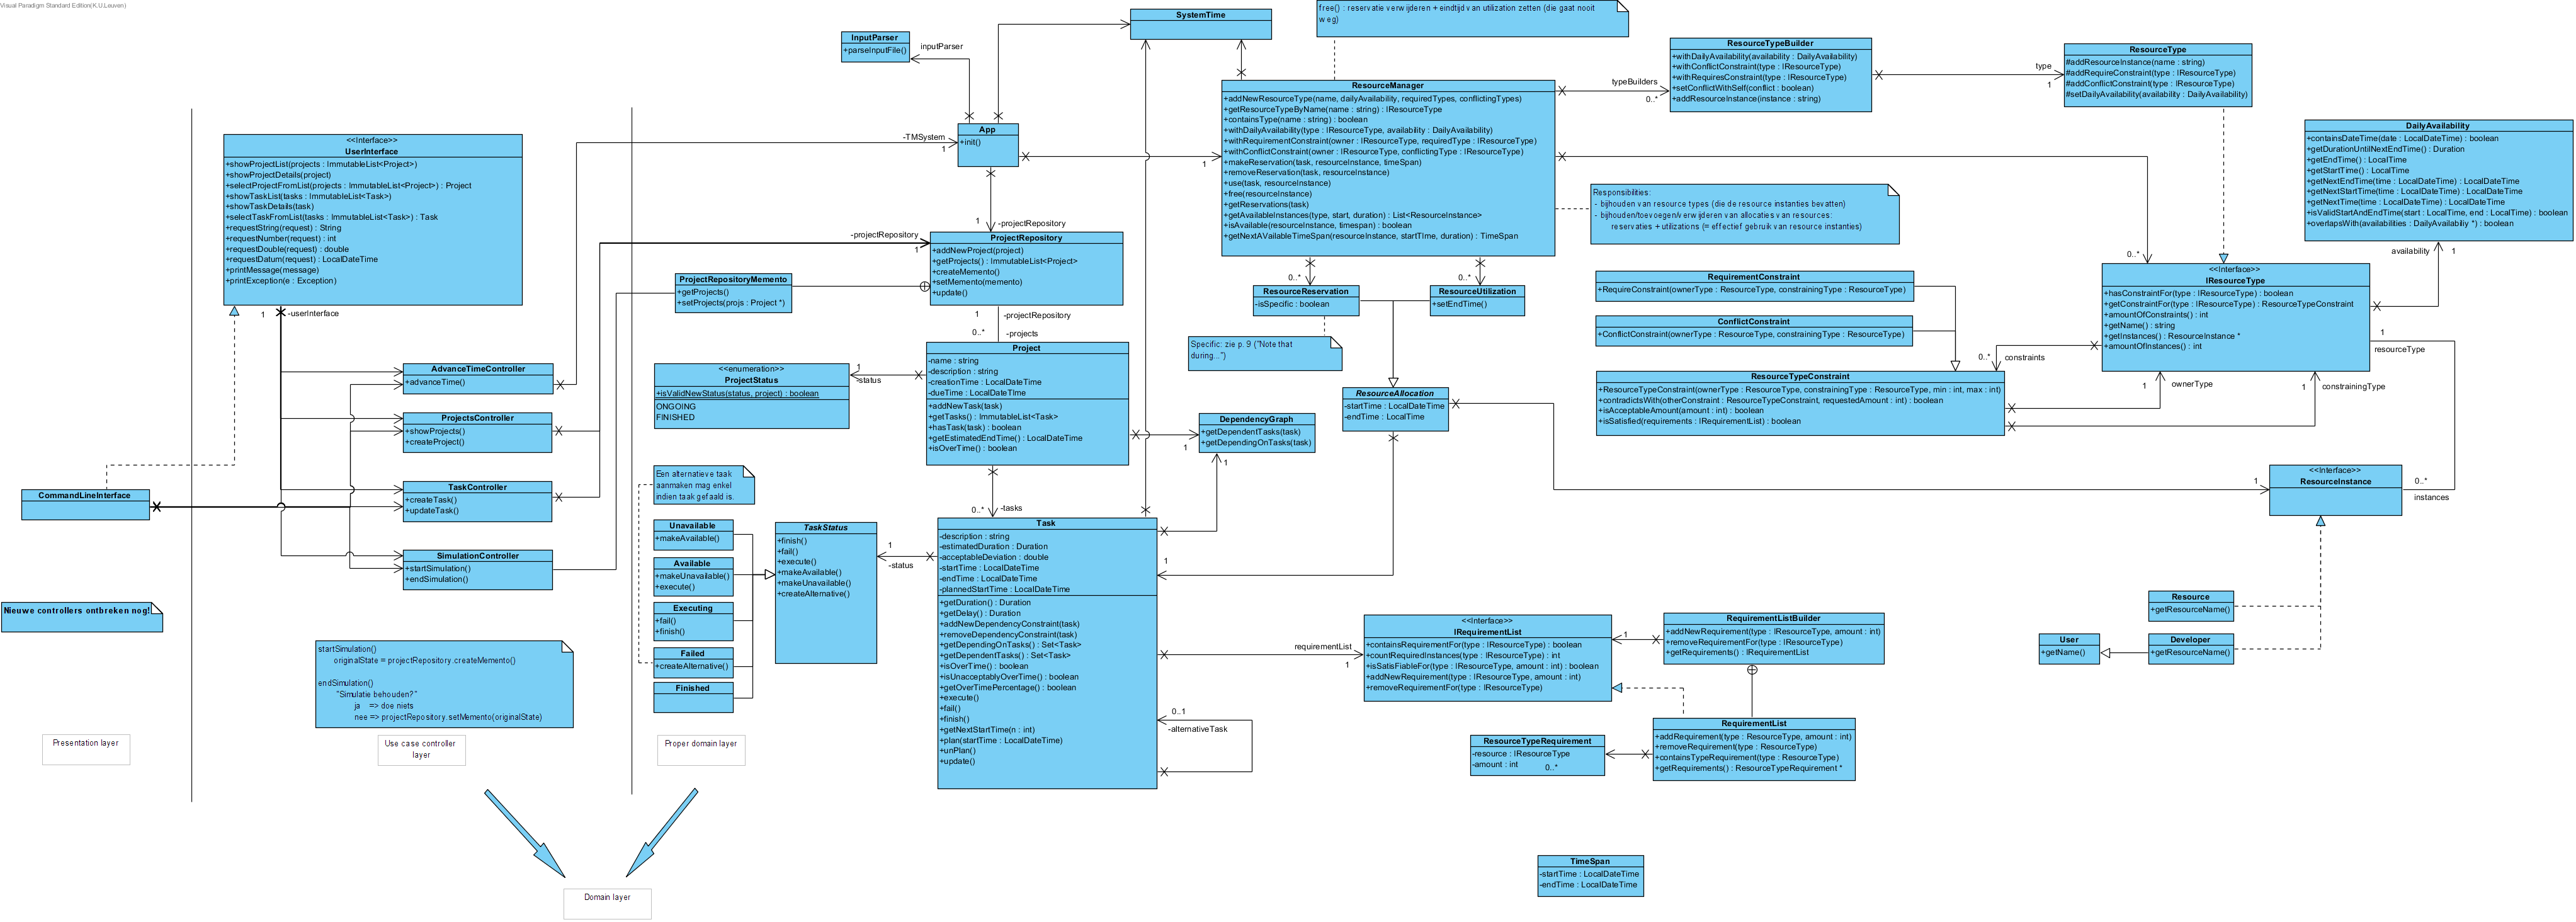 Visual Paradigm Standard Edition(K.U.Leuven)
SystemTime
free() : reservatie verwijderen + eindtijd van utilization zetten (die gaat nooit
weg)
InputParser
+parseInputFile()
inputParser
ResourceTypeBuilder
+withDailyAvailability(availability : DailyAvailability)
+withConflictConstraint(type : IResourceType)
+withRequiresConstraint(type : IResourceType)
+setConflictWithSelf(conflict : boolean)
+addResourceInstance(instance : string)
typeBuilders
0..*
type
1
ResourceType
#addResourceInstance(name : string)
#addRequireConstraint(type : IResourceType)
#addConflictConstraint(type : IResourceType)
#setDailyAvailability(availability : DailyAvailability)
ResourceManager
+addNewResourceType(name, dailyAvailability, requiredTypes, conflictingTypes)
+getResourceTypeByName(name : string) : IResourceType
+containsType(name : string) : boolean
+withDailyAvailability(type : IResourceType, availability : DailyAvailability)
+withRequirementConstraint(owner : IResourceType, requiredType : IResourceType)
+withConflictConstraint(owner : IResourceType, conflictingType : IResourceType)
+makeReservation(task, resourceInstance, timeSpan)
+removeReservation(task, resourceInstance)
+use(task, resourceInstance)
+free(resourceInstance)
+getReservations(task)
+getAvailableInstances(type, start, duration) : List<ResourceInstance>
+isAvailable(resourceInstance, timespan) : boolean
+getNextAVailableTimeSpan(resourceInstance, startTIme, duration) : TimeSpan
App
+init()
-TMSystem
1
1
DailyAvailability
+containsDateTime(date : LocalDateTime) : boolean
+getDurationUntilNextEndTime() : Duration
+getEndTime() : LocalTime
+getStartTime() : LocalTime
+getNextEndTime(time : LocalDateTime) : LocalDateTime
+getNextStartTime(time : LocalDateTime) : LocalDateTime
+getNextTime(time : LocalDateTime) : LocalDateTime
+isValidStartAndEndTime(start : LocalTime, end : LocalTime) : boolean
+overlapsWith(availabilities : DailyAvailability *) : boolean
<<Interface>>
UserInterface
+showProjectList(projects : ImmutableList<Project>)
+showProjectDetails(project)
+selectProjectFromList(projects : ImmutableList<Project>) : Project
+showTaskList(tasks : ImmutableList<Task>)
+showTaskDetails(task)
+selectTaskFromList(tasks : ImmutableList<Task>) : Task
+requestString(request) : String
+requestNumber(request) : int
+requestDouble(request) : double
+requestDatum(request) : LocalDateTime
+printMessage(message)
+printException(e : Exception)
1
-userInterface
Responsibilities:
- bijhouden van resource types (die de resource instanties bevatten)
- bijhouden/toevoegen/verwijderen van allocaties van resources:
reservaties + utilizations (= effectief gebruik van resource instanties)
1
-projectRepository
-projectRepository
1
ProjectRepository
+addNewProject(project)
+getProjects() : ImmutableList<Project>
+createMemento()
+setMemento(memento)
+update()
ProjectRepositoryMemento
+getProjects()
+setProjects(projs : Project *)
1
-projectRepository
0..*
-projects
0..*
0..*
ResourceReservation
-isSpecific : boolean
ResourceUtilization
+setEndTime()
Specific: zie p. 9 ("Note that
during...")
RequirementConstraint
+RequireConstraint(ownerType : ResourceType, constrainingType : ResourceType)
ConflictConstraint
+ConflictConstraint(ownerType : ResourceType, constrainingType : ResourceType)
0..*
availability
1
<<Interface>>
IResourceType
+hasConstraintFor(type : IResourceType) : boolean
+getConstraintFor(type : IResourceType) : ResourceTypeConstraint
+amountOfConstraints() : int
+getName() : string
+getInstances() : ResourceInstance *
+amountOfInstances() : int
1
resourceType
0..*
constraints
ResourceTypeConstraint
+ResourceTypeConstraint(ownerType : ResourceType, constrainingType : ResourceType, min : int, max : int)
+contradictsWith(otherConstraint : ResourceTypeConstraint, requestedAmount : int) : boolean
+isAcceptableAmount(amount : int) : boolean
+isSatisfied(requirements : IRequirementList) : boolean
1
ownerType
1
constrainingType
AdvanceTimeController
+advanceTime()
ProjectsController
+showProjects()
+createProject()
TaskController
+createTask()
+updateTask()
SimulationController
+startSimulation()
+endSimulation()
CommandLineInterface
<<enumeration>>
ProjectStatus
+isValidNewStatus(status, project) : boolean
ONGOING
FINISHED
1
-status
Project
-name : string
-description : string
-creationTime : LocalDateTime
-dueTime : LocalDateTIme
+addNewTask(task)
+getTasks() : ImmutableList<Task>
+hasTask(task) : boolean
+getEstimatedEndTime() : LocalDateTime
+isOverTime() : boolean
DependencyGraph
+getDependentTasks(task)
+getDependingOnTasks(task)
1
1
ResourceAllocation
-startTime : LocalDateTime
-endTime : LocalTime
Een alternatieve taak
aanmaken mag enkel
indien taak gefaald is.
0..*
-tasks
1
<<Interface>>
ResourceInstance
0..*
instances
Unavailable
+makeAvailable()
Available
+makeUnavailable()
+execute()
Executing
+fail()
+finish()
Failed
+createAlternative()
Finished
TaskStatus
+finish()
+fail()
+execute()
+makeAvailable()
+makeUnavailable()
+createAlternative()
1
-status
Task
-description : string
-estimatedDuration : Duration
-acceptableDeviation : double
-startTime : LocalDateTime
-endTime : LocalDateTime
-plannedStartTime : LocalDateTime
+getDuration() : Duration
+getDelay() : Duration
+addNewDependencyConstraint(task)
+removeDependencyConstraint(task)
+getDependingOnTasks() : Set<Task>
+getDependentTasks() : Set<Task>
+isOverTime() : boolean
+isUnacceptablyOverTime() : boolean
+getOverTimePercentage() : boolean
+execute()
+fail()
+finish()
+getNextStartTime(n : int)
+plan(startTime : LocalDateTime)
+unPlan()
+update()
1
0..1
-alternativeTask
requirementList
1
<<Interface>>
IRequirementList
+containsRequirementFor(type : IResourceType) : boolean
+countRequiredInstances(type : IResourceType) : int
+isSatisFiableFor(type : IResourceType, amount : int) : boolean
+addNewRequirement(type : IResourceType, amount : int)
+removeRequirementFor(type : IResourceType)
1
RequirementListBuilder
+addNewRequirement(type : IResourceType, amount : int)
+removeRequirementFor(type : IResourceType)
+getRequirements() : IRequirementList
RequirementList
+addRequirement(type : ResourceType, amount : int)
+removeRequirement(type : ResourceType)
+containsTypeRequirement(type : ResourceType)
+getRequirements() : ResourceTypeRequirement *
ResourceTypeRequirement
-resource : IResourceType
-amount : int
0..*
Resource
+getResourceName()
User
+getName()
Developer
+getResourceName()
Nieuwe controllers ontbreken nog!
startSimulation()
originalState = projectRepository.createMemento()
endSimulation()
"Simulatie behouden?"
ja => doe niets
nee => projectRepository.setMemento(originalState)
Presentation layer
Use case controller
layer
Proper domain layer
Domain layer
TimeSpan
-startTime : LocalDateTime
-endTime : LocalDateTime